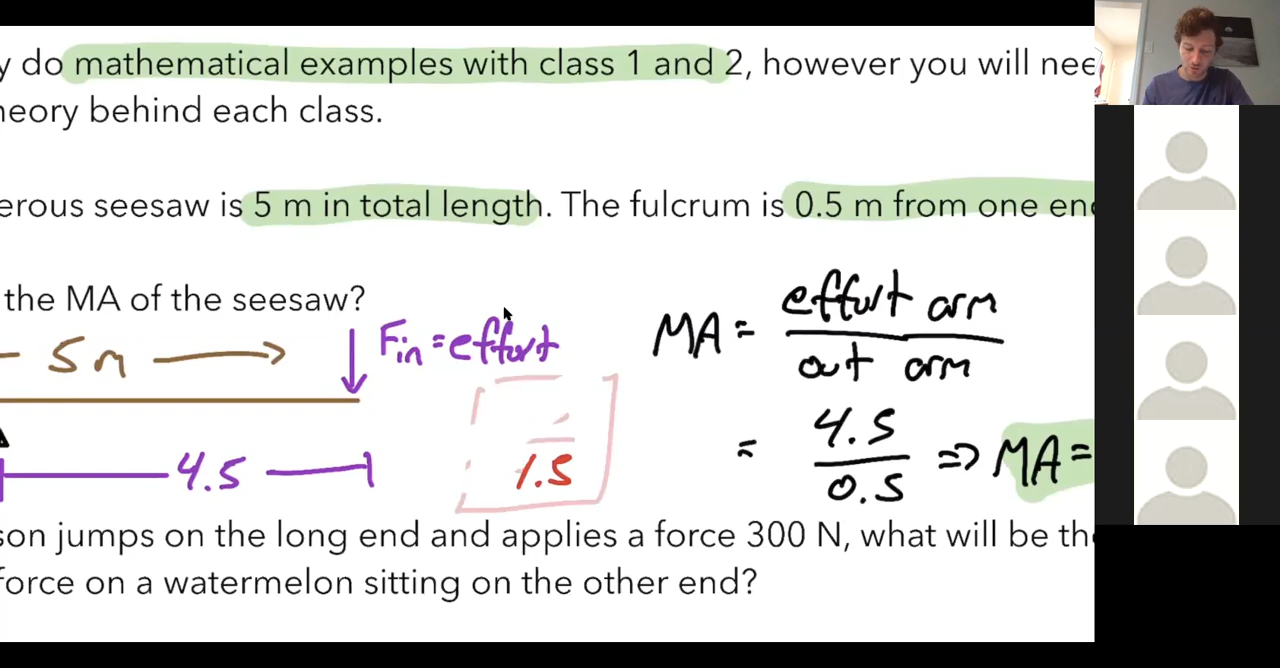 y do mathematical examples with class 1 and 2, however you will nee
heory behind each class.
erous seesaw is 5 m in total length. The fulcrum is 0.5 m from one en
the MA of the seesaw?
5 m
Fin = effort
MA = effort arm
out arm
4.5
1.5
= 4.5
0.5
=> MA =
son jumps on the long end and applies a force 300 N, what will be th
force on a watermelon sitting on the other end?